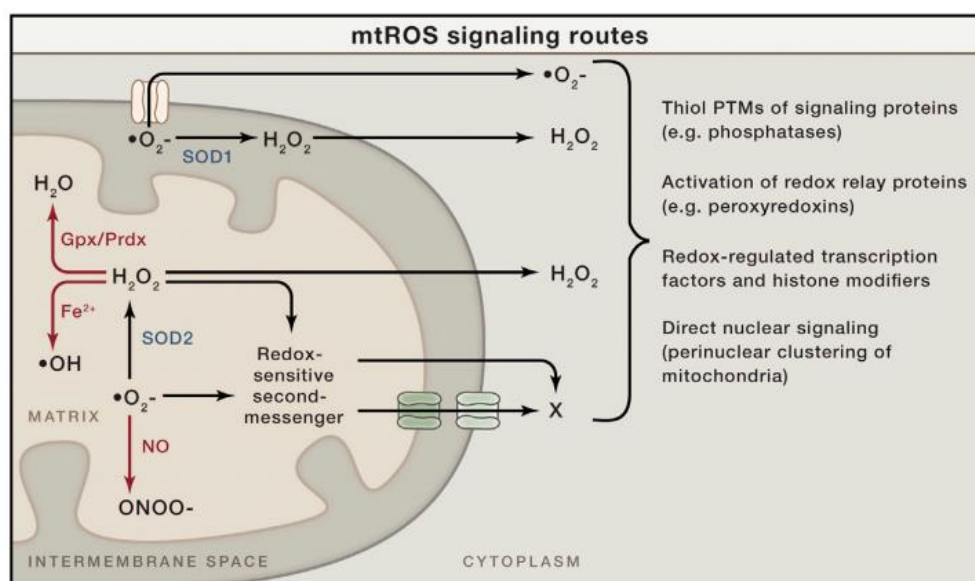 mtROS signaling routes
•O₂-
•O₂-
SOD1
H₂O₂
H₂O₂
H₂O
Gpx/Prdx
H₂O₂
H₂O₂
Fe²⁺
SOD2
•OH
•O₂-
MATRIX
NO
ONOO-
Redox-
sensitive
second-
messenger
X
INTERMEMBRANE SPACE
CYTOPLASM
Thiol PTMs of signaling proteins
(e.g. phosphatases)
Activation of redox relay proteins
(e.g. peroxyredoxins)
Redox-regulated transcription
factors and histone modifiers
Direct nuclear signaling
(perinuclear clustering of
mitochondria)